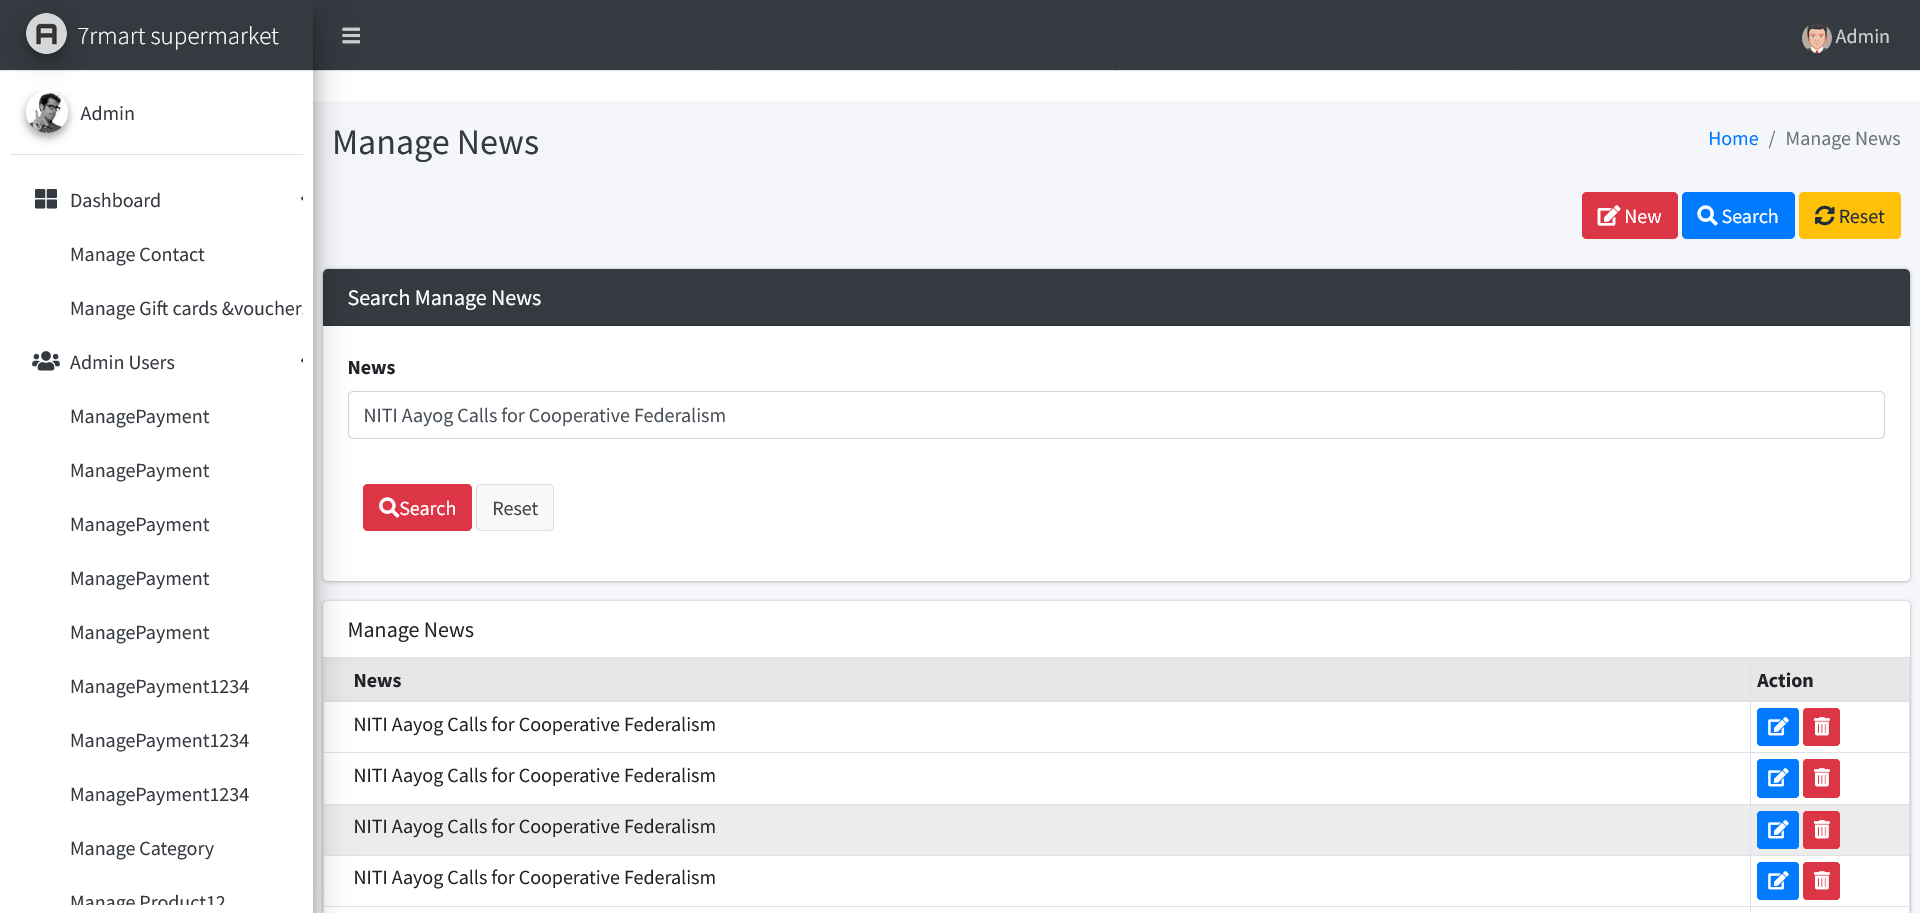 7rmart supermarket
Admin
Admin
Dashboard
Manage Contact
Manage Gift cards &voucher
Admin Users
ManagePayment
ManagePayment
ManagePayment
ManagePayment
ManagePayment
ManagePayment1234
ManagePayment1234
ManagePayment1234
Manage Category
Manage Product12
Manage News
Home / Manage News
New Search Reset
Search Manage News
News
NITI Aayog Calls for Cooperative Federalism
Search Reset
Manage News
News Action
NITI Aayog Calls for Cooperative Federalism
NITI Aayog Calls for Cooperative Federalism
NITI Aayog Calls for Cooperative Federalism
NITI Aayog Calls for Cooperative Federalism